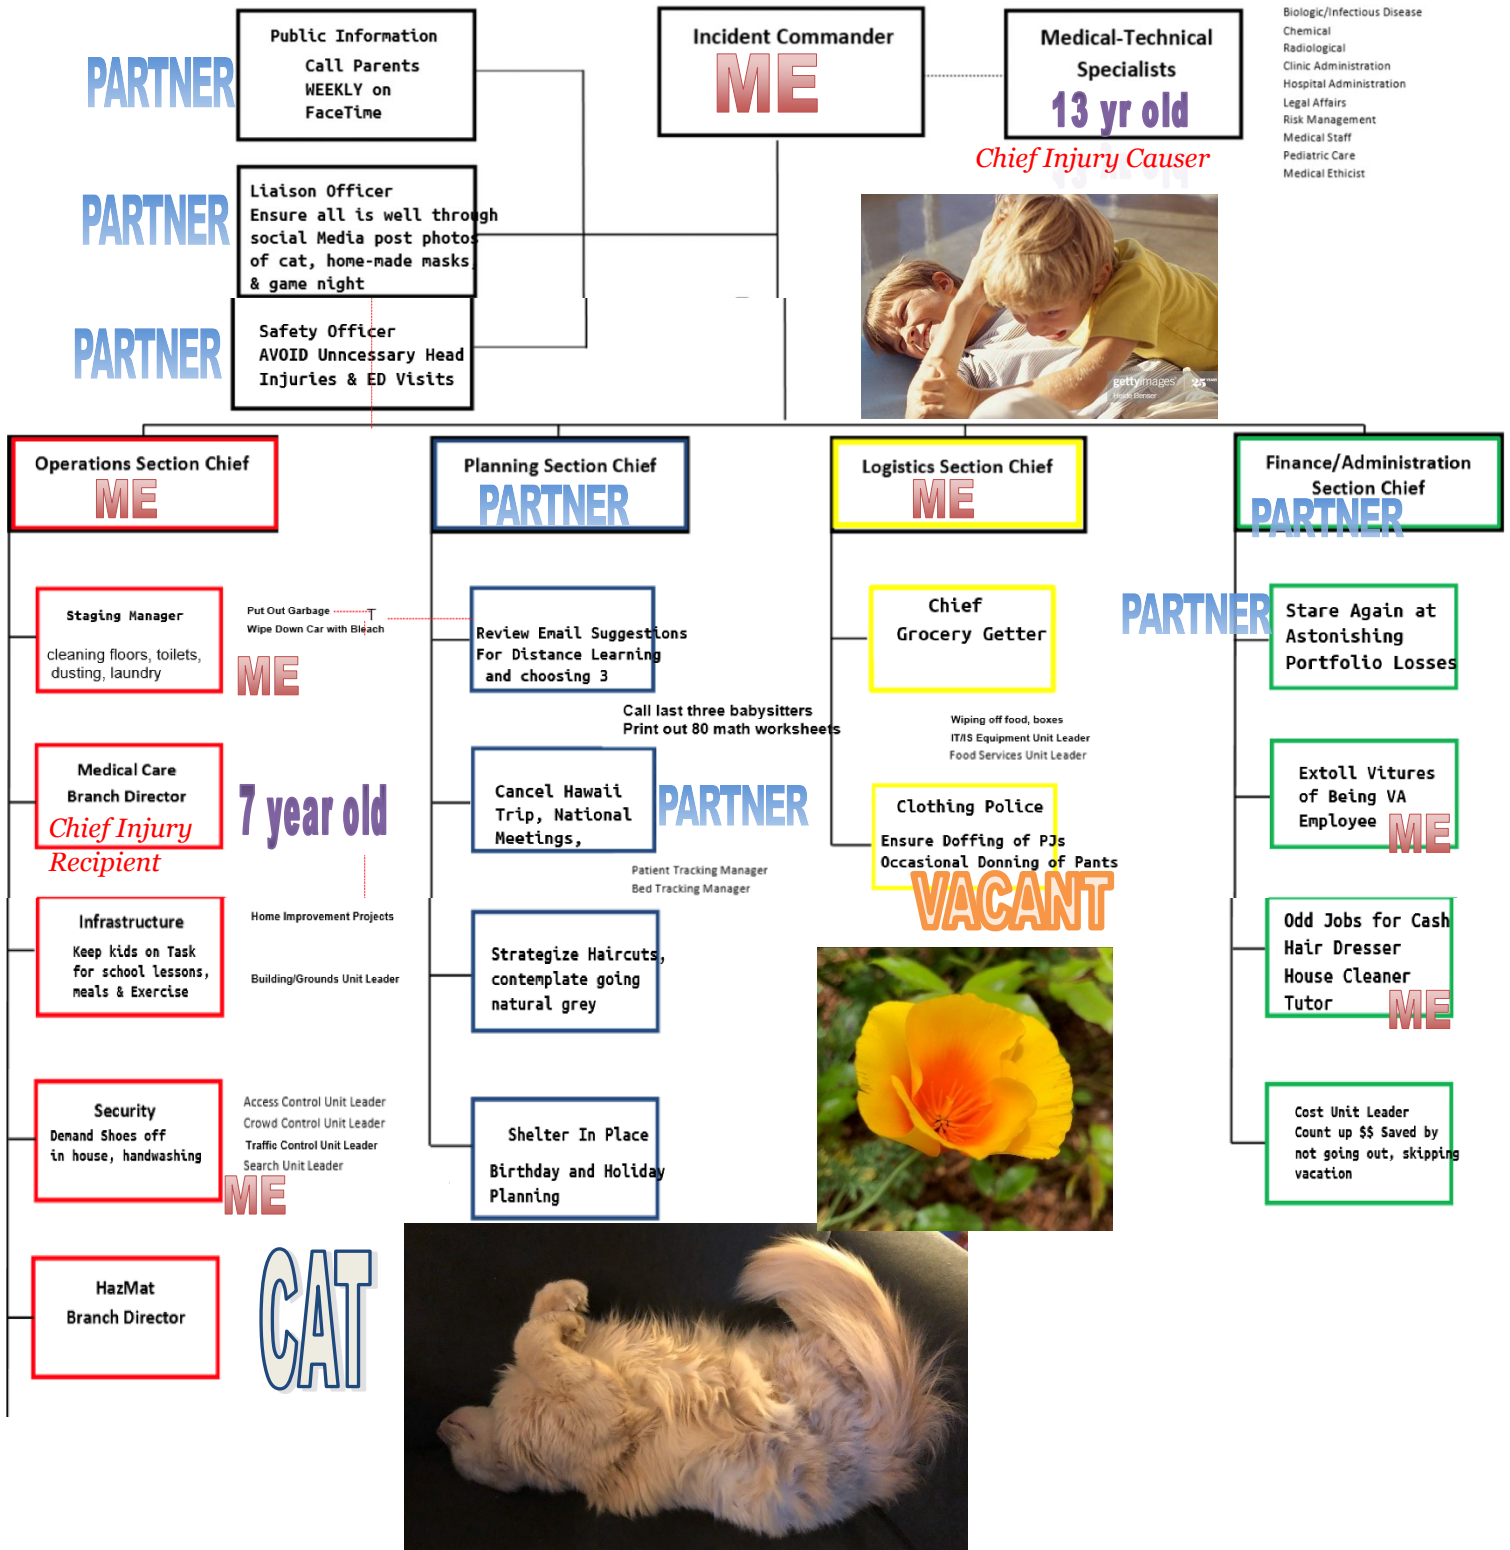 Public Information
Call Parents
WEEKLY on
FaceTime
PARTNER
Incident Commander
ME
Medical-Technical
Specialists
13 yr old
Chief Injury Causer
Biologic/Infectious Disease
Chemical
Radiological
Clinic Administration
Hospital Administration
Legal Affairs
Risk Management
Medical Staff
Pediatric Care
Medical Ethicist
PARTNER
Liaison Officer
Ensure all is well through
social Media post photos
of cat, home-made masks
& game night
PARTNER
Safety Officer
AVOID Unncessary Head
Injuries & ED Visits
gettyimages
Heide Benser
25 YEARS
Operations Section Chief
ME
Planning Section Chief
PARTNER
Logistics Section Chief
ME
Finance/Administration
Section Chief
PARTNER
Staging Manager
cleaning floors, toilets,
dusting, laundry
Put Out Garbage
T
Wipe Down Car with Bleach
ME
Medical Care
Branch Director
Chief Injury
Recipient
7 year old
Infrastructure
Keep kids on Task
for school lessons,
meals & Exercise
Home Improvement Projects
Building/Grounds Unit Leader
Security
Demand Shoes off
in house, handwashing
Access Control Unit Leader
Crowd Control Unit Leader
Traffic Control Unit Leader
Search Unit Leader
ME
HazMat
Branch Director
CAT
Review Email Suggestions
For Distance Learning
and choosing 3
Call last three babysitters
Print out 80 math worksheets
Cancel Hawaii
Trip, National
Meetings,
PARTNER
Patient Tracking Manager
Bed Tracking Manager
Strategize Haircuts,
contemplate going
natural grey
Shelter In Place
Birthday and Holiday
Planning
Chief
Grocery Getter
Wiping off food, boxes
IT/IS Equipment Unit Leader
Food Services Unit Leader
Clothing Police
Ensure Doffing of PJs
Occasional Donning of Pants
VACANT
PARTNER
Stare Again at
Astonishing
Portfolio Losses
Extoll Vitures
of Being VA
Employee
ME
Odd Jobs for Cash
Hair Dresser
House Cleaner
Tutor
ME
Cost Unit Leader
Count up $$ Saved by
not going out, skipping
vacation